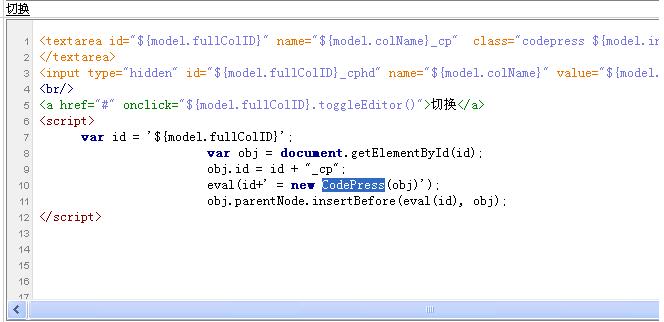 切换
1 <textarea id="${model.fullColID}" name="${model.colName}_cp" class="codepress ${model.in
2 </textarea>
3 <input type="hidden" id="${model.fullColID}_cphd" name="${model.colName}" value="${model.
4 <br/>
5 <a href="#" onclick="${model.fullColID}.toggleEditor()">切换</a>
6 <script>
7 var id = '${model.fullColID}';
8 var obj = document.getElementById(id);
9 obj.id = id + "_cp";
10 eval(id+' = new CodePress(obj)');
11 obj.parentNode.insertBefore(eval(id), obj);
12 </script>
13
14
15
16
17